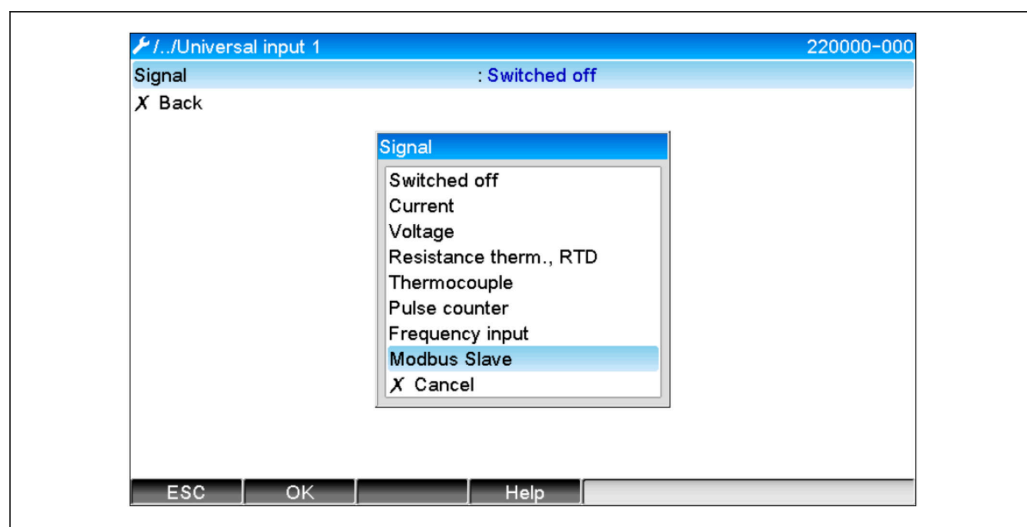 /../Universal input 1 220000-000
Signal : Switched off
X Back
Signal
Switched off
Current
Voltage
Resistance therm., RTD
Thermocouple
Pulse counter
Frequency input
Modbus Slave
X Cancel
ESC OK Help